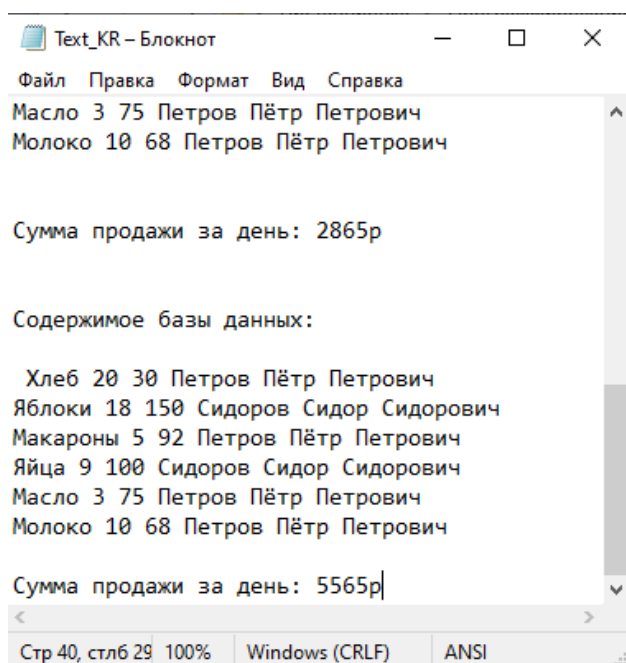 Text_KR – Блокнот
Файл Правка Формат Вид Справка
Масло 3 75 Петров Пётр Петрович
Молоко 10 68 Петров Пётр Петрович
Сумма продажи за день: 2865р
Содержимое базы данных:
Хлеб 20 30 Петров Пётр Петрович
Яблоки 18 150 Сидоров Сидор Сидорович
Макароны 5 92 Петров Пётр Петрович
Яйца 9 100 Сидоров Сидор Сидорович
Масло 3 75 Петров Пётр Петрович
Молоко 10 68 Петров Пётр Петрович
Сумма продажи за день: 5565р
Стр 40, стлб 29 100% Windows (CRLF) ANSI